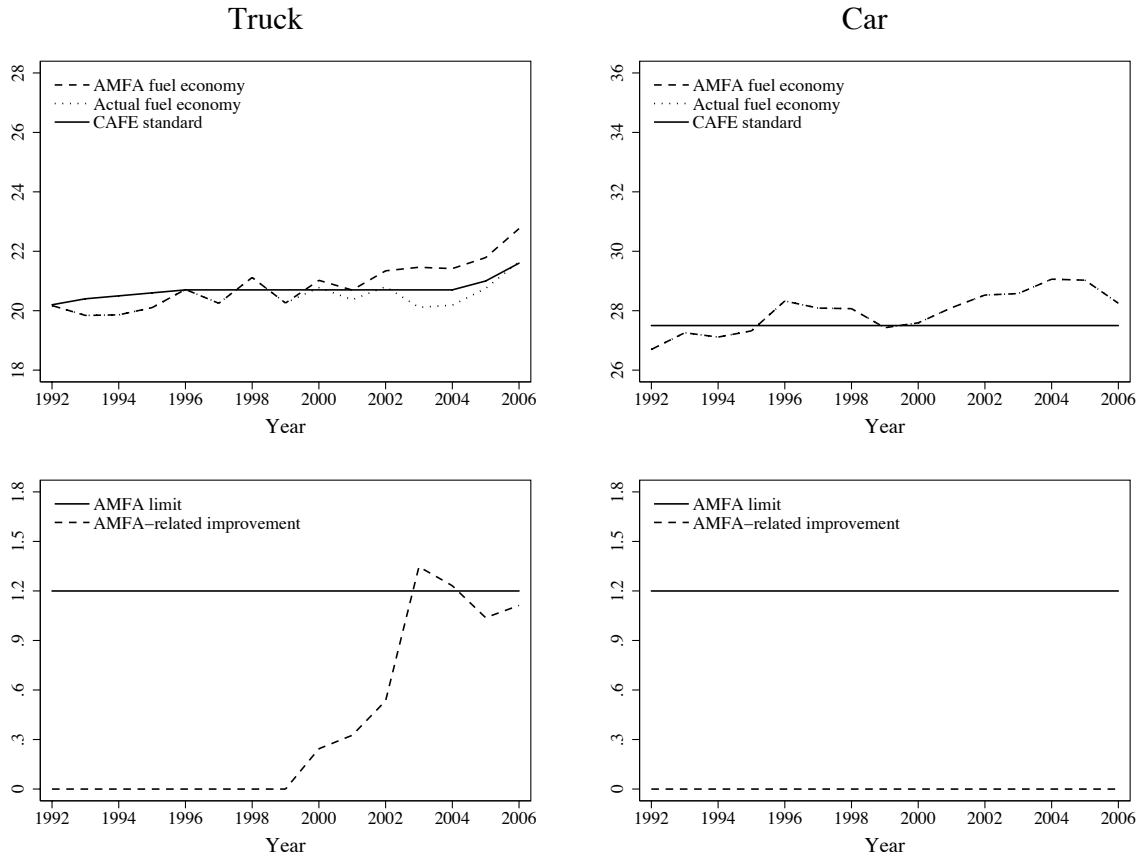 Truck
Car
28
26
24
22
20
18
AMFA fuel economy
Actual fuel economy
CAFE standard
1992 1994 1996 1998 2000 2002 2004 2006
Year
36
34
32
30
28
26
AMFA fuel economy
Actual fuel economy
CAFE standard
1992 1994 1996 1998 2000 2002 2004 2006
Year
1.8
1.5
1.2
.9
.6
.3
0
AMFA limit
AMFA−related improvement
1992 1994 1996 1998 2000 2002 2004 2006
Year
1.8
1.5
1.2
.9
.6
.3
0
AMFA limit
AMFA−related improvement
1992 1994 1996 1998 2000 2002 2004 2006
Year